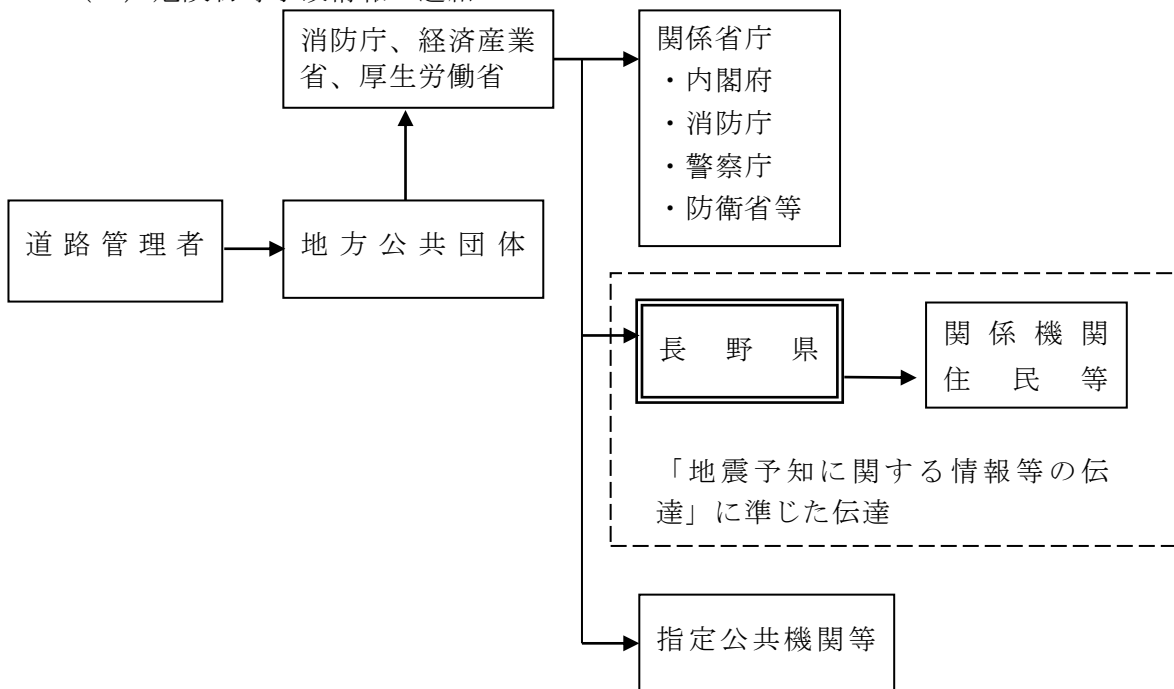 消防庁、経済産業
省、厚生労働省
関係省庁
・内閣府
・消防庁
・警察庁
・防衛省等
道路管理者
地方公共団体
長野県
関係機関
住民等
「地震予知に関する情報等の伝
達」に準じた伝達
指定公共機関等